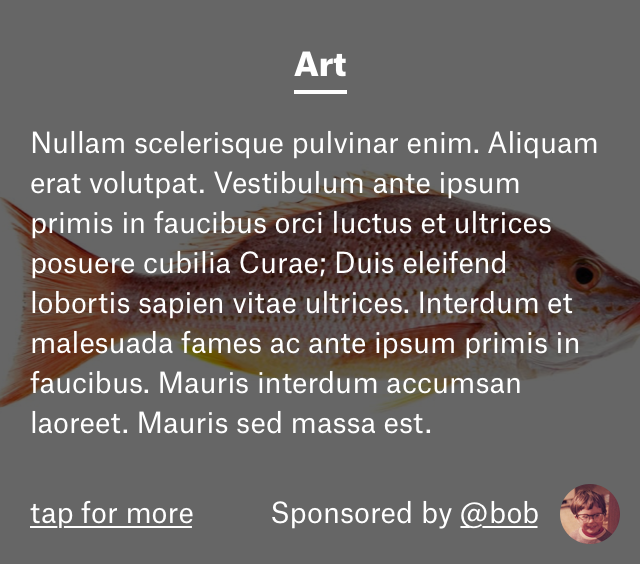 Art
Nullam scelerisque pulvinar enim. Aliquam
erat volutpat. Vestibulum ante ipsum
primis in faucibus orci luctus et ultrices
posuere cubilia Curae; Duis eleifend
lobortis sapien vitae ultrices. Interdum et
malesuada fames ac ante ipsum primis in
faucibus. Mauris interdum accumsan
laoreet. Mauris sed massa est.
tap for more Sponsored by @bob